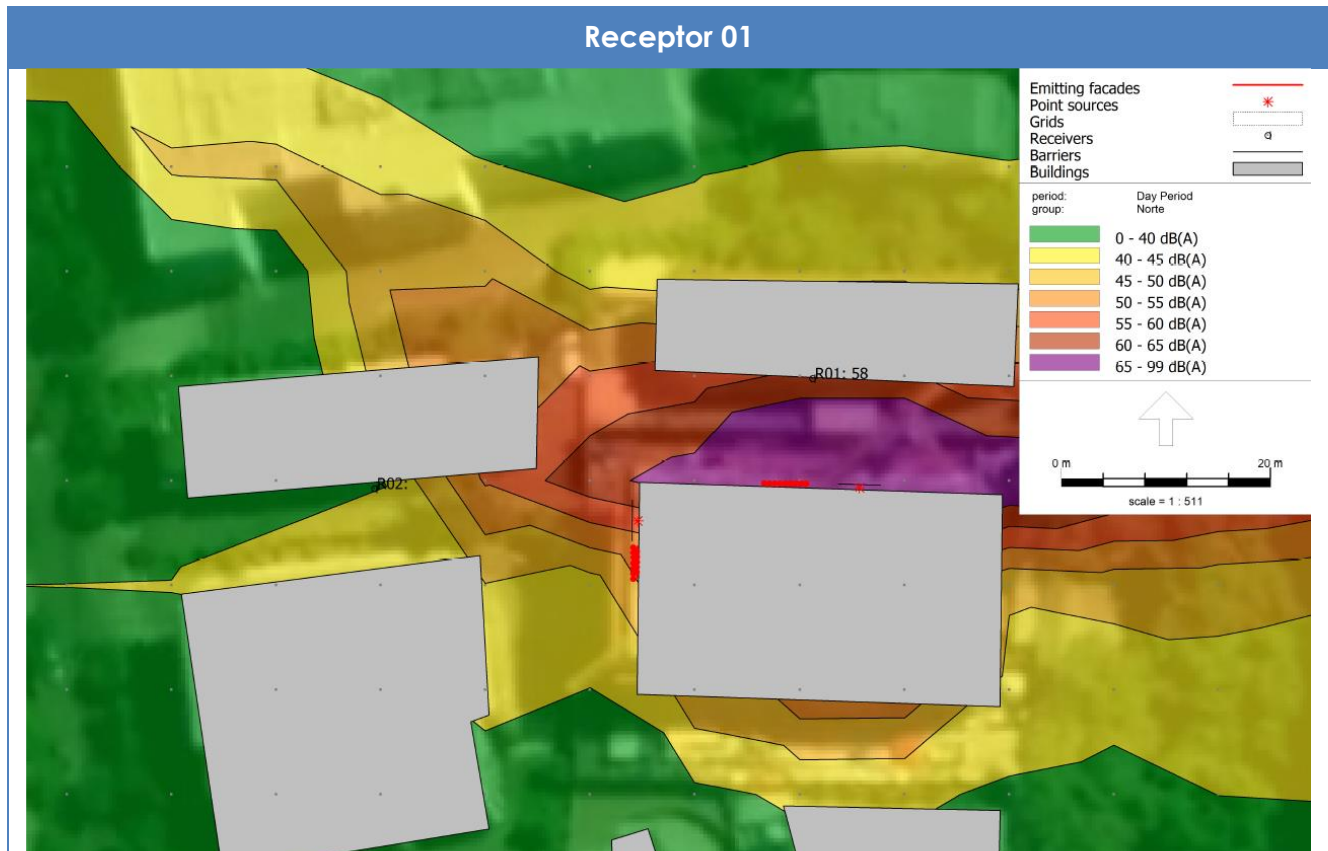 Receptor 01
Emitting facades
Point sources
Grids
Receivers
Barriers
Buildings
period: Day Period
group: Norte
0 - 40 dB(A)
40 - 45 dB(A)
45 - 50 dB(A)
50 - 55 dB(A)
55 - 60 dB(A)
60 - 65 dB(A)
65 - 99 dB(A)
0 m 20 m
scale = 1 : 511
R01: 58
R02: